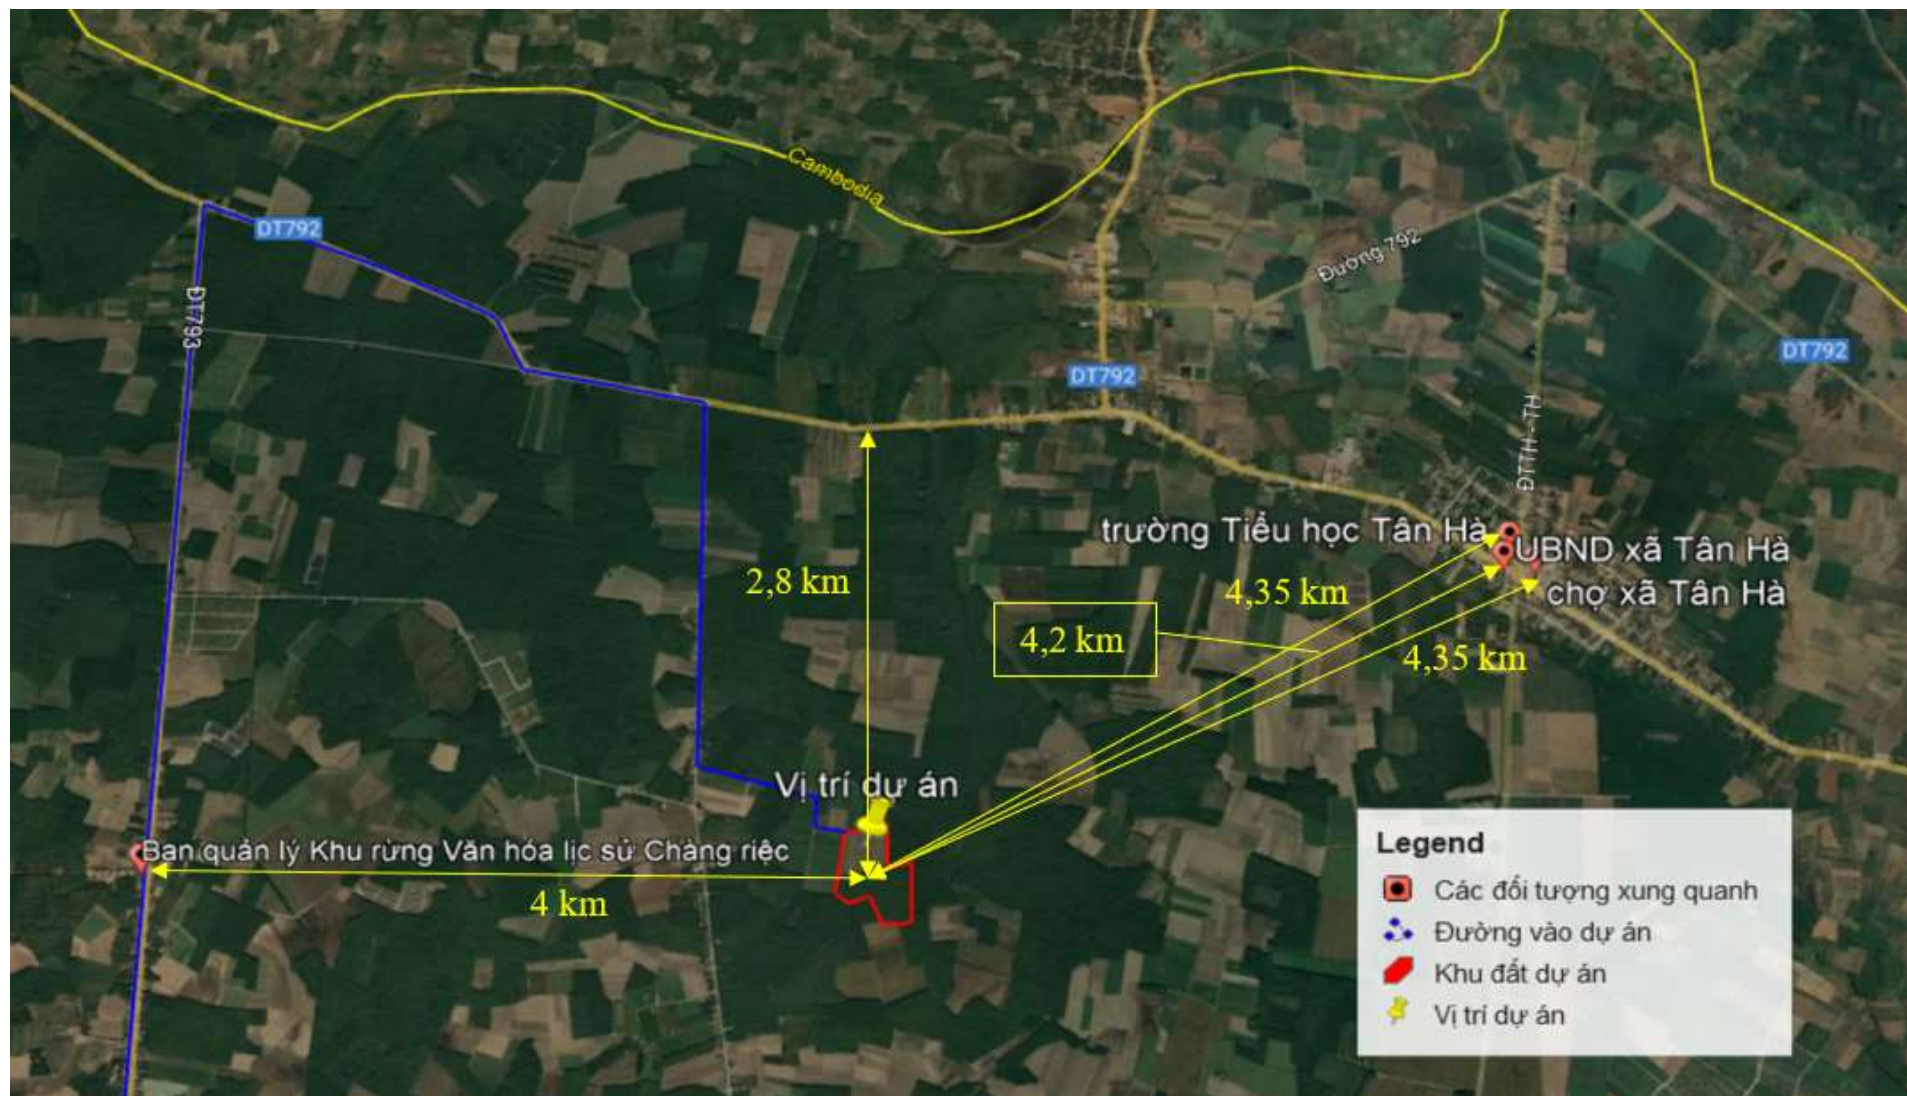 Cambodia
DT792
Đường 792
DT793
DT792
DT792
ĐTTH-TH
trường Tiểu học Tân Hà
UBND xã Tân Hà
2,8 km
4,35 km
chợ xã Tân Hà
4,2 km
4,35 km
Vị trí dự án
Ban quản lý Khu rừng Văn hóa lịc sử Chàng riệc
4 km
Legend
Các đối tượng xung quanh
Đường vào dự án
Khu đất dự án
Vị trí dự án